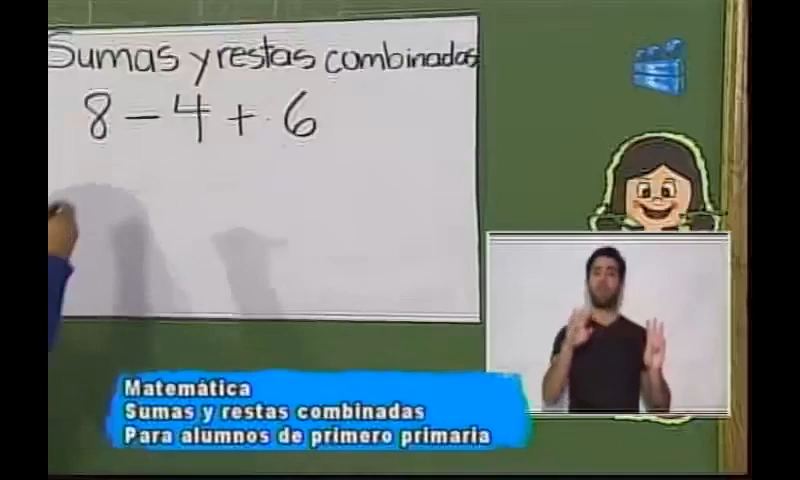 Sumas y restas combinadas
8 - 4 + 6
Matemática
Sumas y restas combinadas
Para alumnos de primero primaria